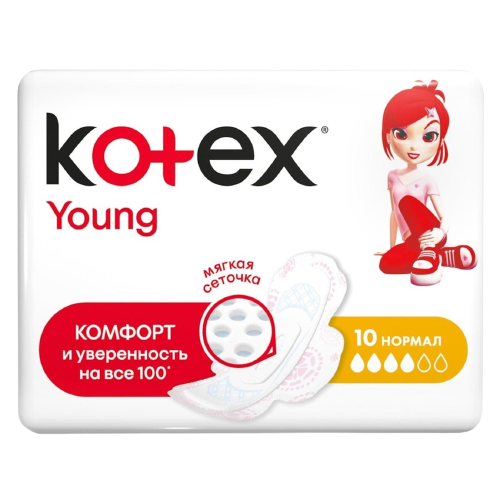 kotex®
Young
мягкая
сеточка
КОМФОРТ
и уверенность
на все 100*
10 НОРМАЛ